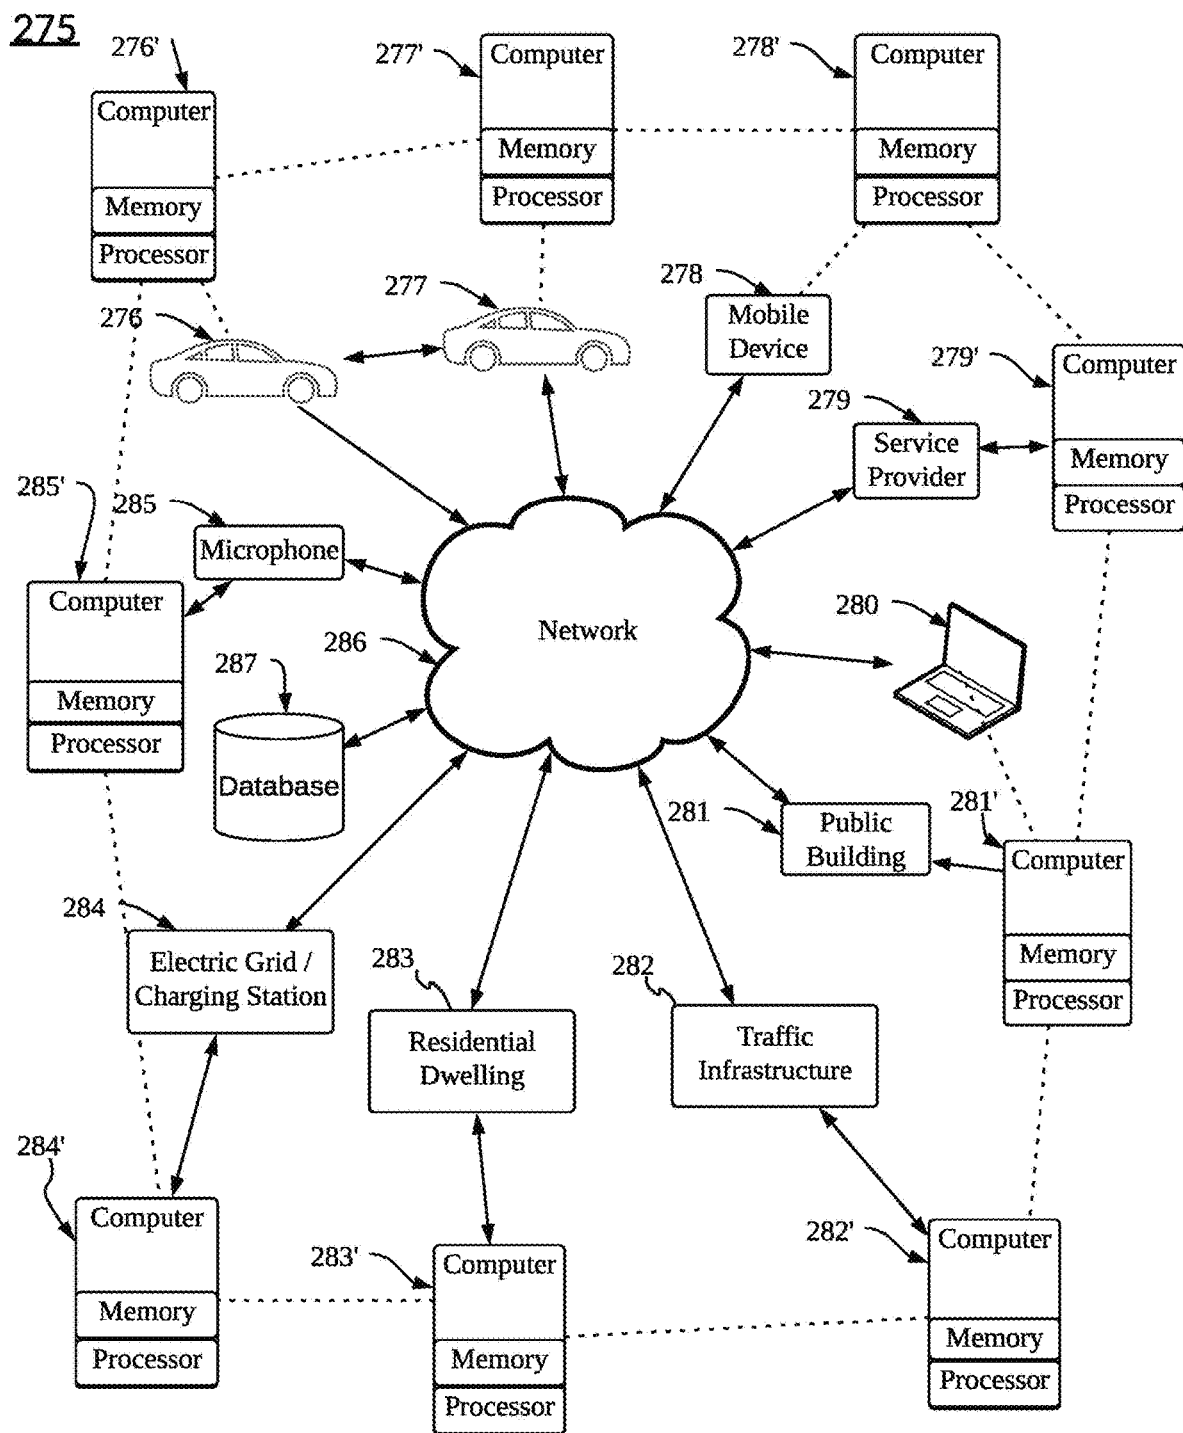 275
276'
Computer
Memory
Processor
277'
Computer
Memory
Processor
278'
Computer
Memory
Processor
276
277
278
Mobile
Device
279'
Computer
Memory
Processor
279
Service
Provider
285'
285
Microphone
Computer
Memory
Processor
286
Network
280
287
Database
281
Public
Building
281'
Computer
Memory
Processor
284
Electric Grid /
Charging Station
283
Residential
Dwelling
282
Traffic
Infrastructure
284'
Computer
Memory
Processor
283'
Computer
Memory
Processor
282'
Computer
Memory
Processor